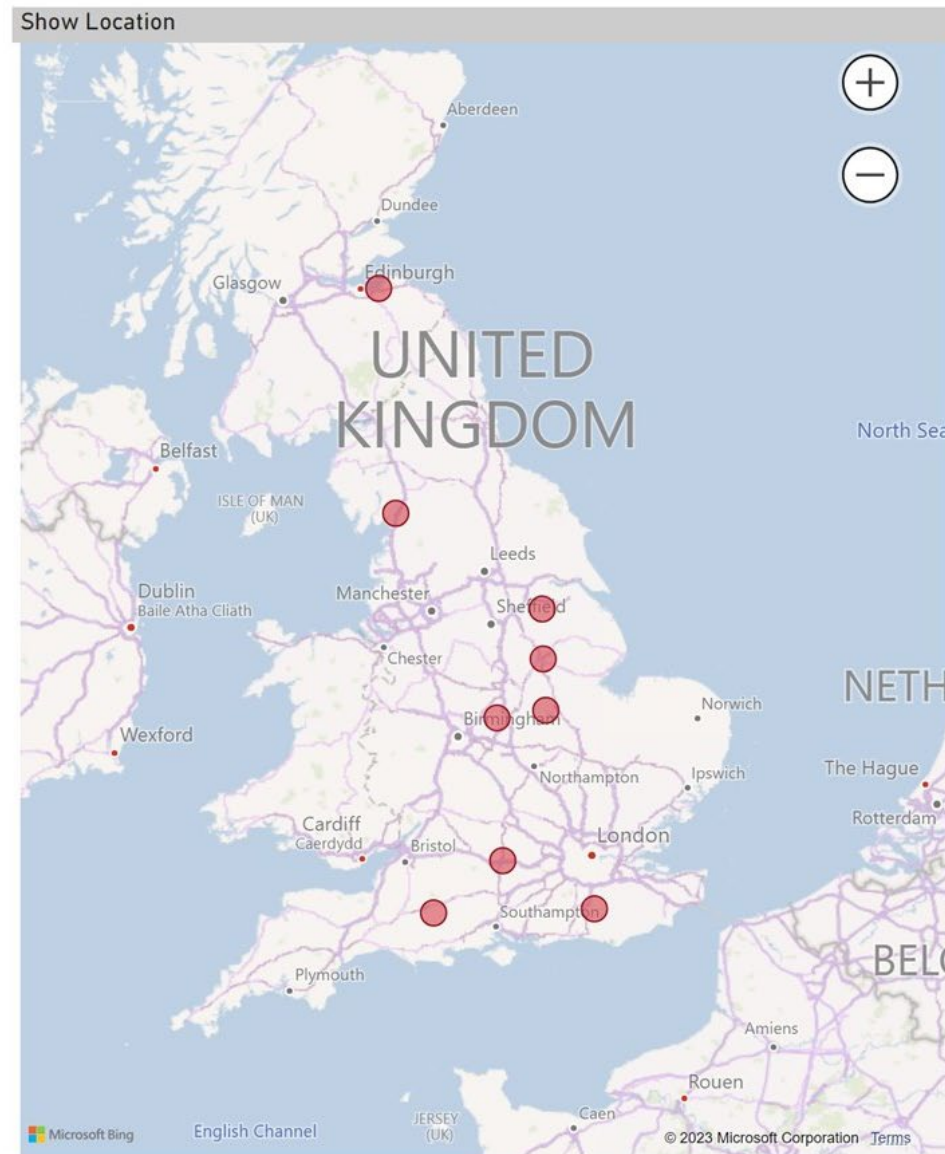 Show Location
Aberdeen
Dundee
Edinburgh
Glasgow
UNITED
KINGDOM
North Sea
Belfast
ISLE OF MAN
(UK)
Leeds
Dublin
Baile Atha Cliath
Manchester
Sheffield
Chester
NETH
Norwich
Birmingham
Wexford
Northampton
Ipswich
The Hague
Rotterdam
Cardiff
Caerdydd
Bristol
London
Southampton
BELG
Plymouth
Amiens
Rouen
JERSEY
(UK)
Caen
Microsoft Bing
English Channel
© 2023 Microsoft Corporation Terms